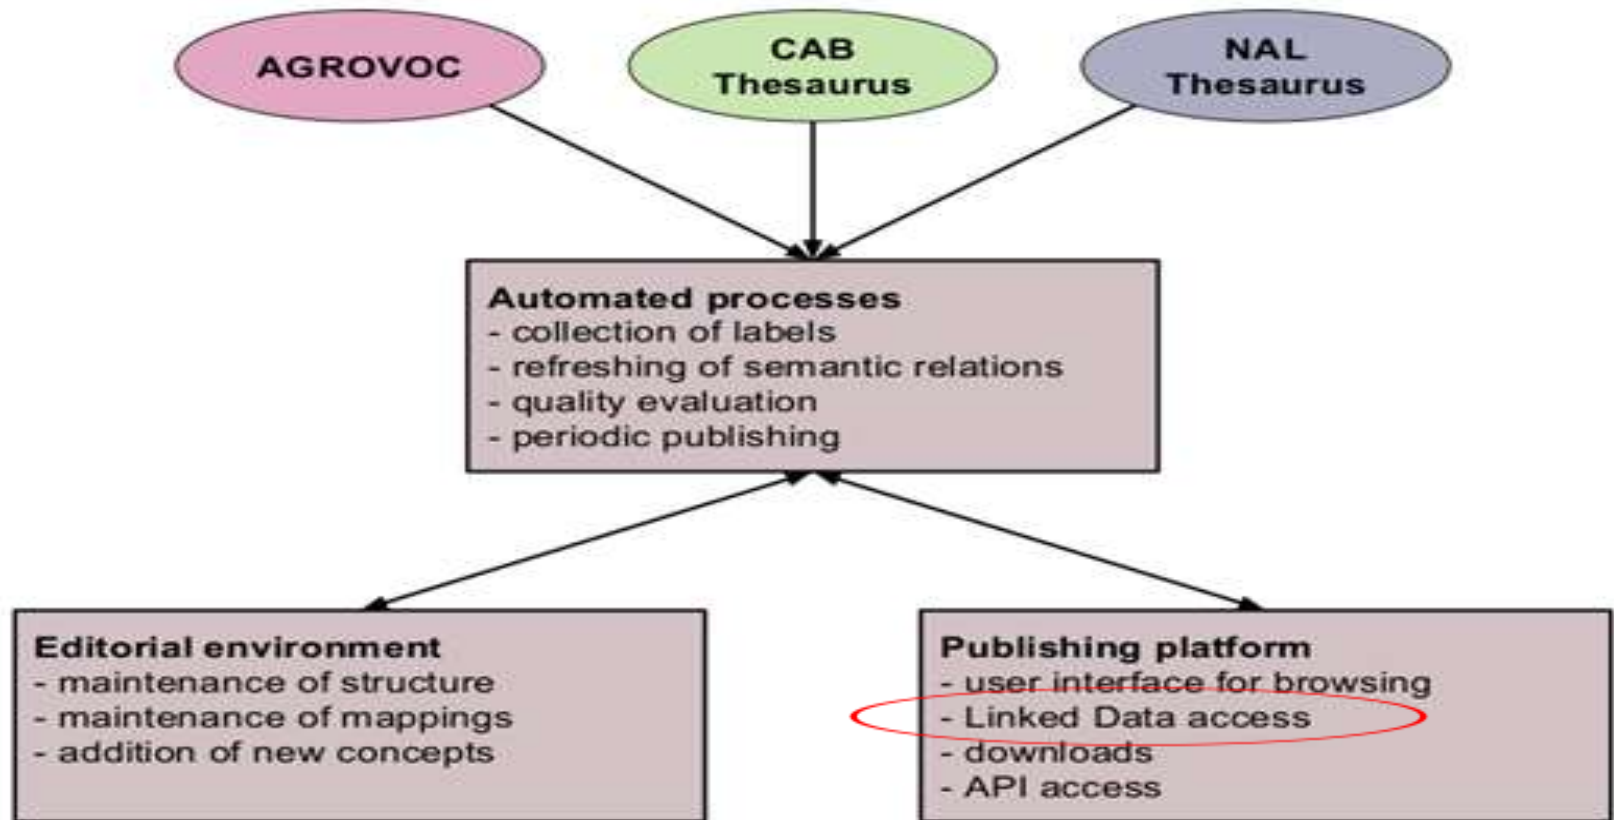 AGROVOC
CAB
Thesaurus
NAL
Thesaurus
Automated processes
- collection of labels
- refreshing of semantic relations
- quality evaluation
- periodic publishing
Editorial environment
- maintenance of structure
- maintenance of mappings
- addition of new concepts
Publishing platform
- user interface for browsing
- Linked Data access
- downloads
- API access